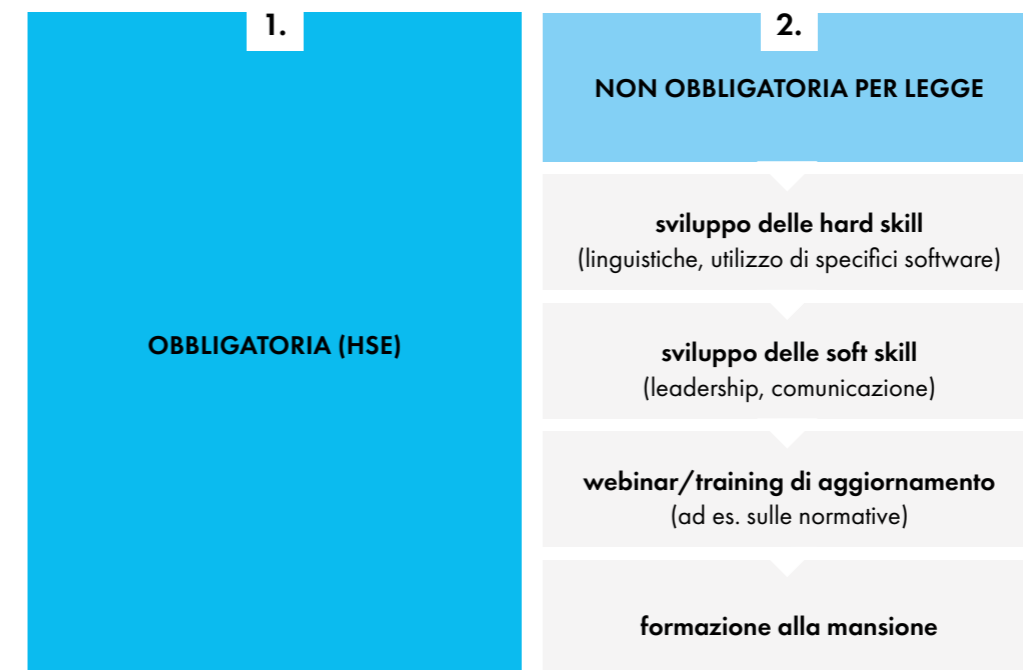 1.
OBBLIGATORIA (HSE)
2.
NON OBBLIGATORIA PER LEGGE
sviluppo delle hard skill
(linguistiche, utilizzo di specifici software)
sviluppo delle soft skill
(leadership, comunicazione)
webinar/training di aggiornamento
(ad es. sulle normative)
formazione alla mansione